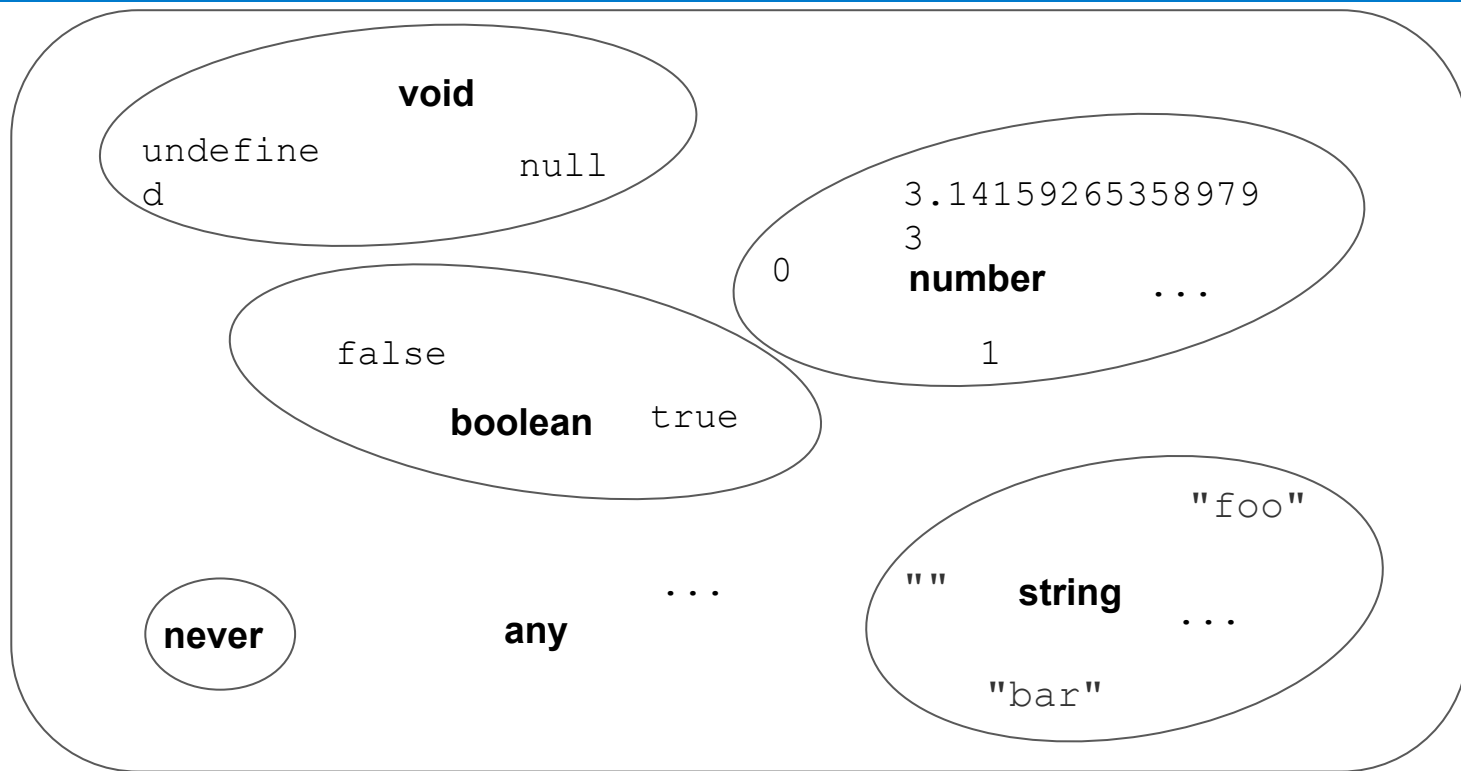 void
undefine
d
null
3.14159265358979
3
0
number
...
1
false
boolean
true
"foo"
""
string
...
"bar"
...
never
any